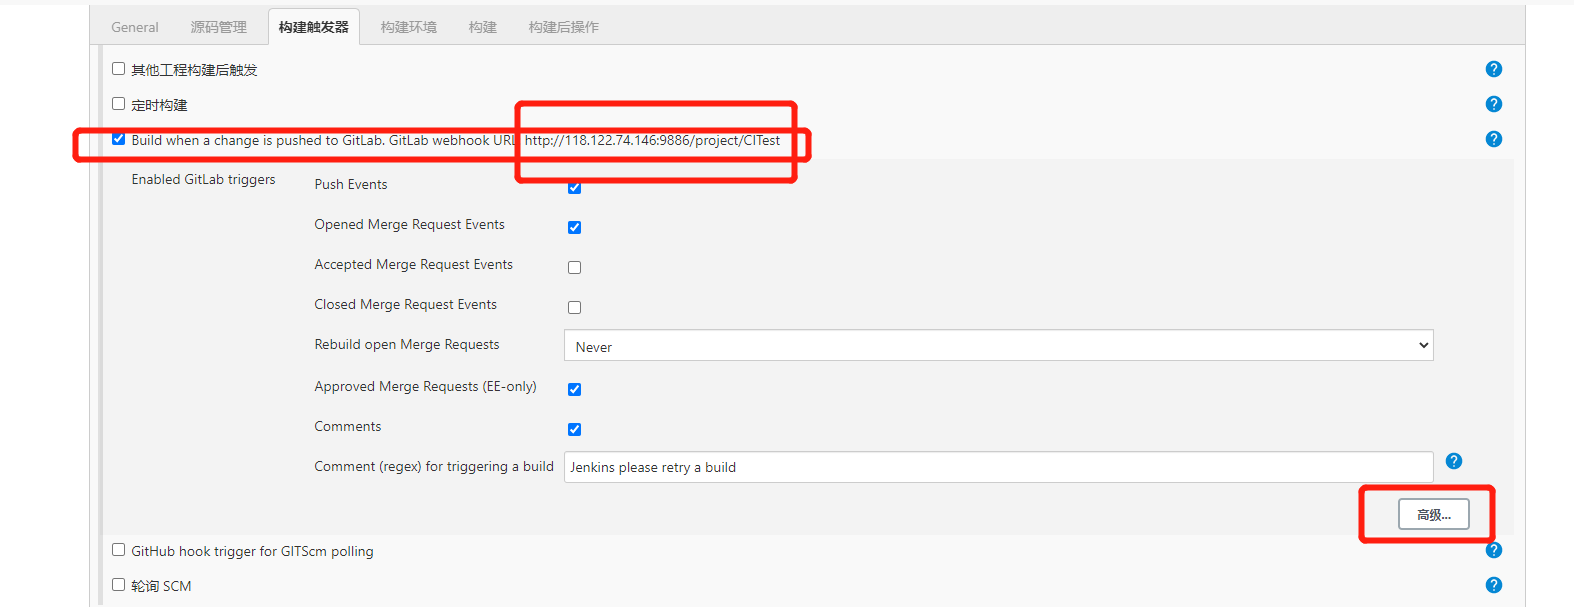 General 源码管理 构建触发器 构建环境 构建 构建后操作
其他工程构建后触发
定时构建
Build when a change is pushed to GitLab. GitLab webhook URL http://118.122.74.146:9886/project/CITest
Enabled GitLab triggers
Push Events
Opened Merge Request Events
Accepted Merge Request Events
Closed Merge Request Events
Rebuild open Merge Requests Never
Approved Merge Requests (EE-only)
Comments
Comment (regex) for triggering a build Jenkins please retry a build
高级...
GitHub hook trigger for GITScm polling
轮询 SCM